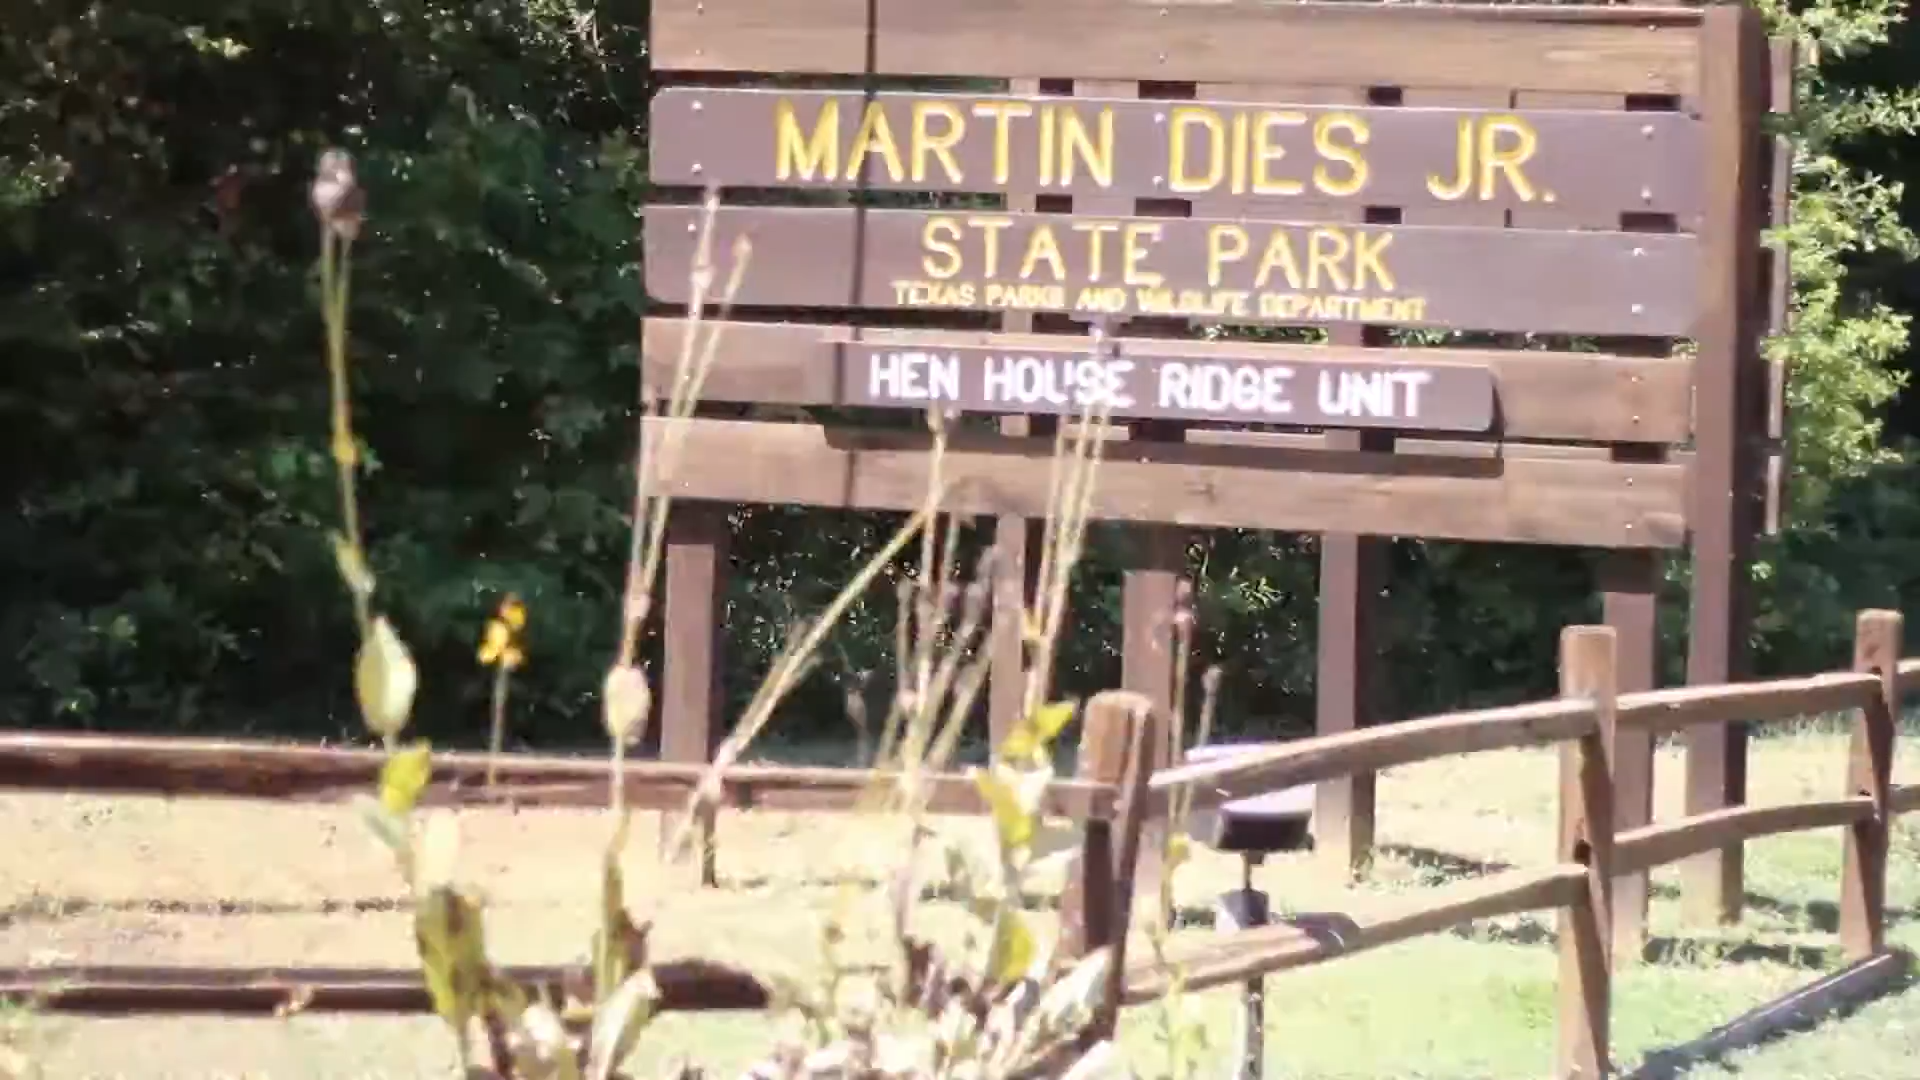 MARTIN DIES JR.
STATE PARK
TEXAS PARKS AND WILDLIFE DEPARTMENT
HEN HOUSE RIDGE UNIT